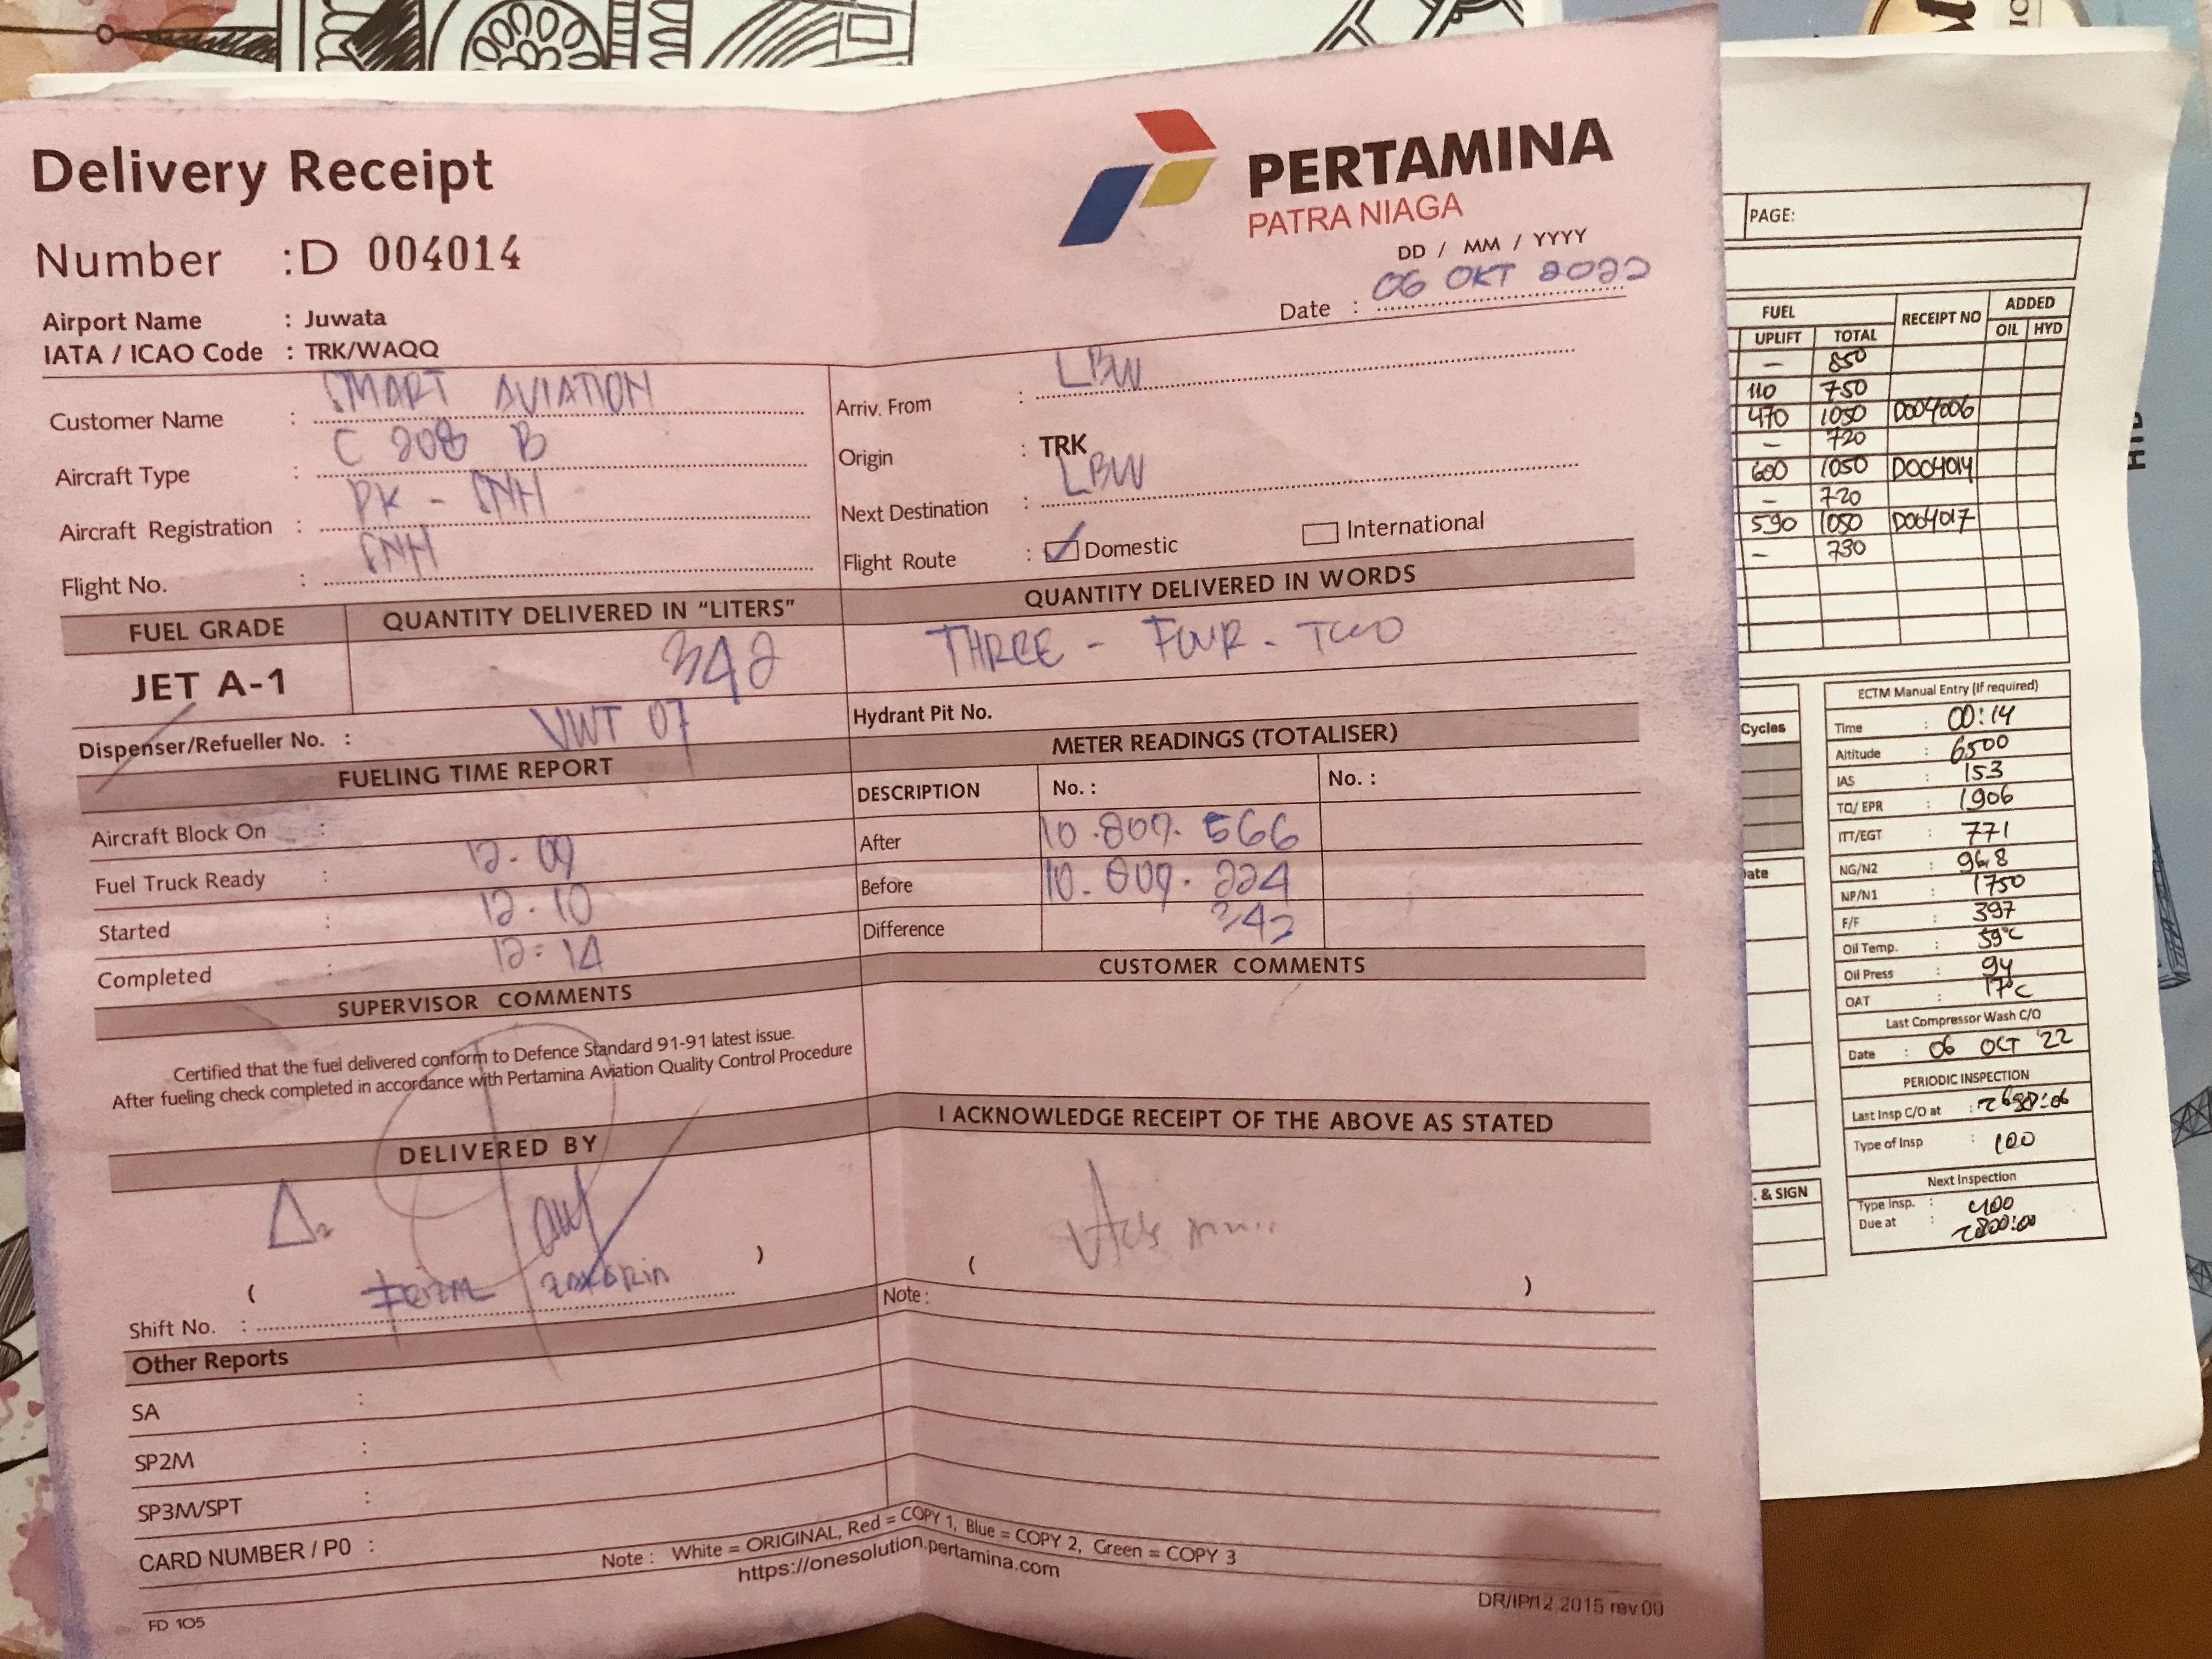 Delivery Receipt
PERTAMINA
PATRA NIAGA
Number :D 004014
DD / MM / YYYY
Date : 06 OKT 2022
Airport Name : Juwata
IATA / ICAO Code : TRK/WAQQ
Customer Name : SMART AVIATION
Aircraft Type : C 208 B
Aircraft Registration : PK - SNH
Flight No. : SNH
Arriv. From : LBW
Origin : TRK
Next Destination : LBW
Flight Route : Domestic International
FUEL GRADE QUANTITY DELIVERED IN "LITERS" QUANTITY DELIVERED IN WORDS
JET A-1 342 THREE - FOUR - TWO
Dispenser/Refueller No. : VWT 07 Hydrant Pit No.
FUELING TIME REPORT
Aircraft Block On :
Fuel Truck Ready : 12.09
Started : 12.10
Completed : 12:14
METER READINGS (TOTALISER)
DESCRIPTION No. : No. :
After 10.809.566
Before 10.809.224
Difference 342
SUPERVISOR COMMENTS
Certified that the fuel delivered conform to Defence Standard 91-91 latest issue.
After fueling check completed in accordance with Pertamina Aviation Quality Control Procedure
CUSTOMER COMMENTS
DELIVERED BY
( )
Shift No. :
I ACKNOWLEDGE RECEIPT OF THE ABOVE AS STATED
( )
Note :
Other Reports
SA :
SP2M :
SP3M/SPT :
CARD NUMBER / P0 :
Note : White = ORIGINAL, Red = COPY 1, Blue = COPY 2, Green = COPY 3
https://onesolution.pertamina.com
FD 105
DR/IP/12.2015 rev.00
PAGE:
FUEL RECEIPT NO ADDED
UPLIFT TOTAL OIL HYD
- 850
110 750
470 1050 D004006
- 720
600 1050 D004014
- 720
590 1050 D004017
- 730
Cycles
ate
. & SIGN
ECTM Manual Entry (If required)
Time : 00:14
Altitude : 6500
IAS : 153
TQ/ EPR : 1906
ITT/EGT : 771
NG/N2 : 96,8
NP/N1 : 1750
F/F : 397
Oil Temp. : 59°C
Oil Press : 94
OAT : 17°C
Last Compressor Wash C/O
Date : 06 OCT '22
PERIODIC INSPECTION
Last Insp C/O at :
Type of Insp : 100
Next Inspection
Type Insp. :
Due at :